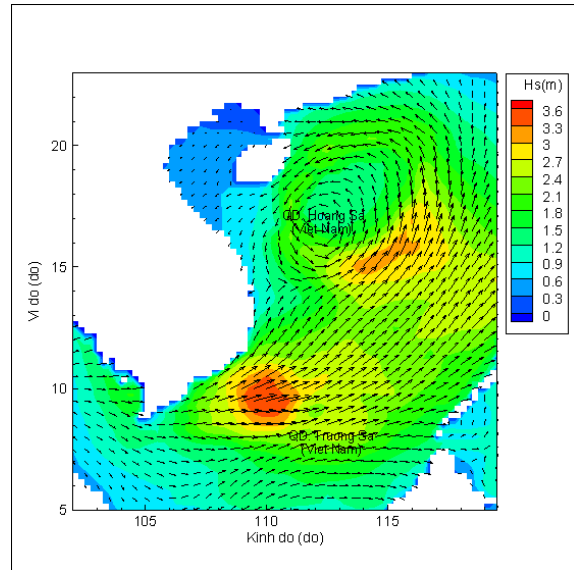 Hs(m)
3.6
3.3
3
2.7
2.4
2.1
1.8
1.5
1.2
0.9
0.6
0.3
0
20
15
10
5
Vi do (do)
QD. Hoang Sa
(Viet Nam)
QD. Truong Sa
(Viet Nam)
105
110
115
Kinh do (do)